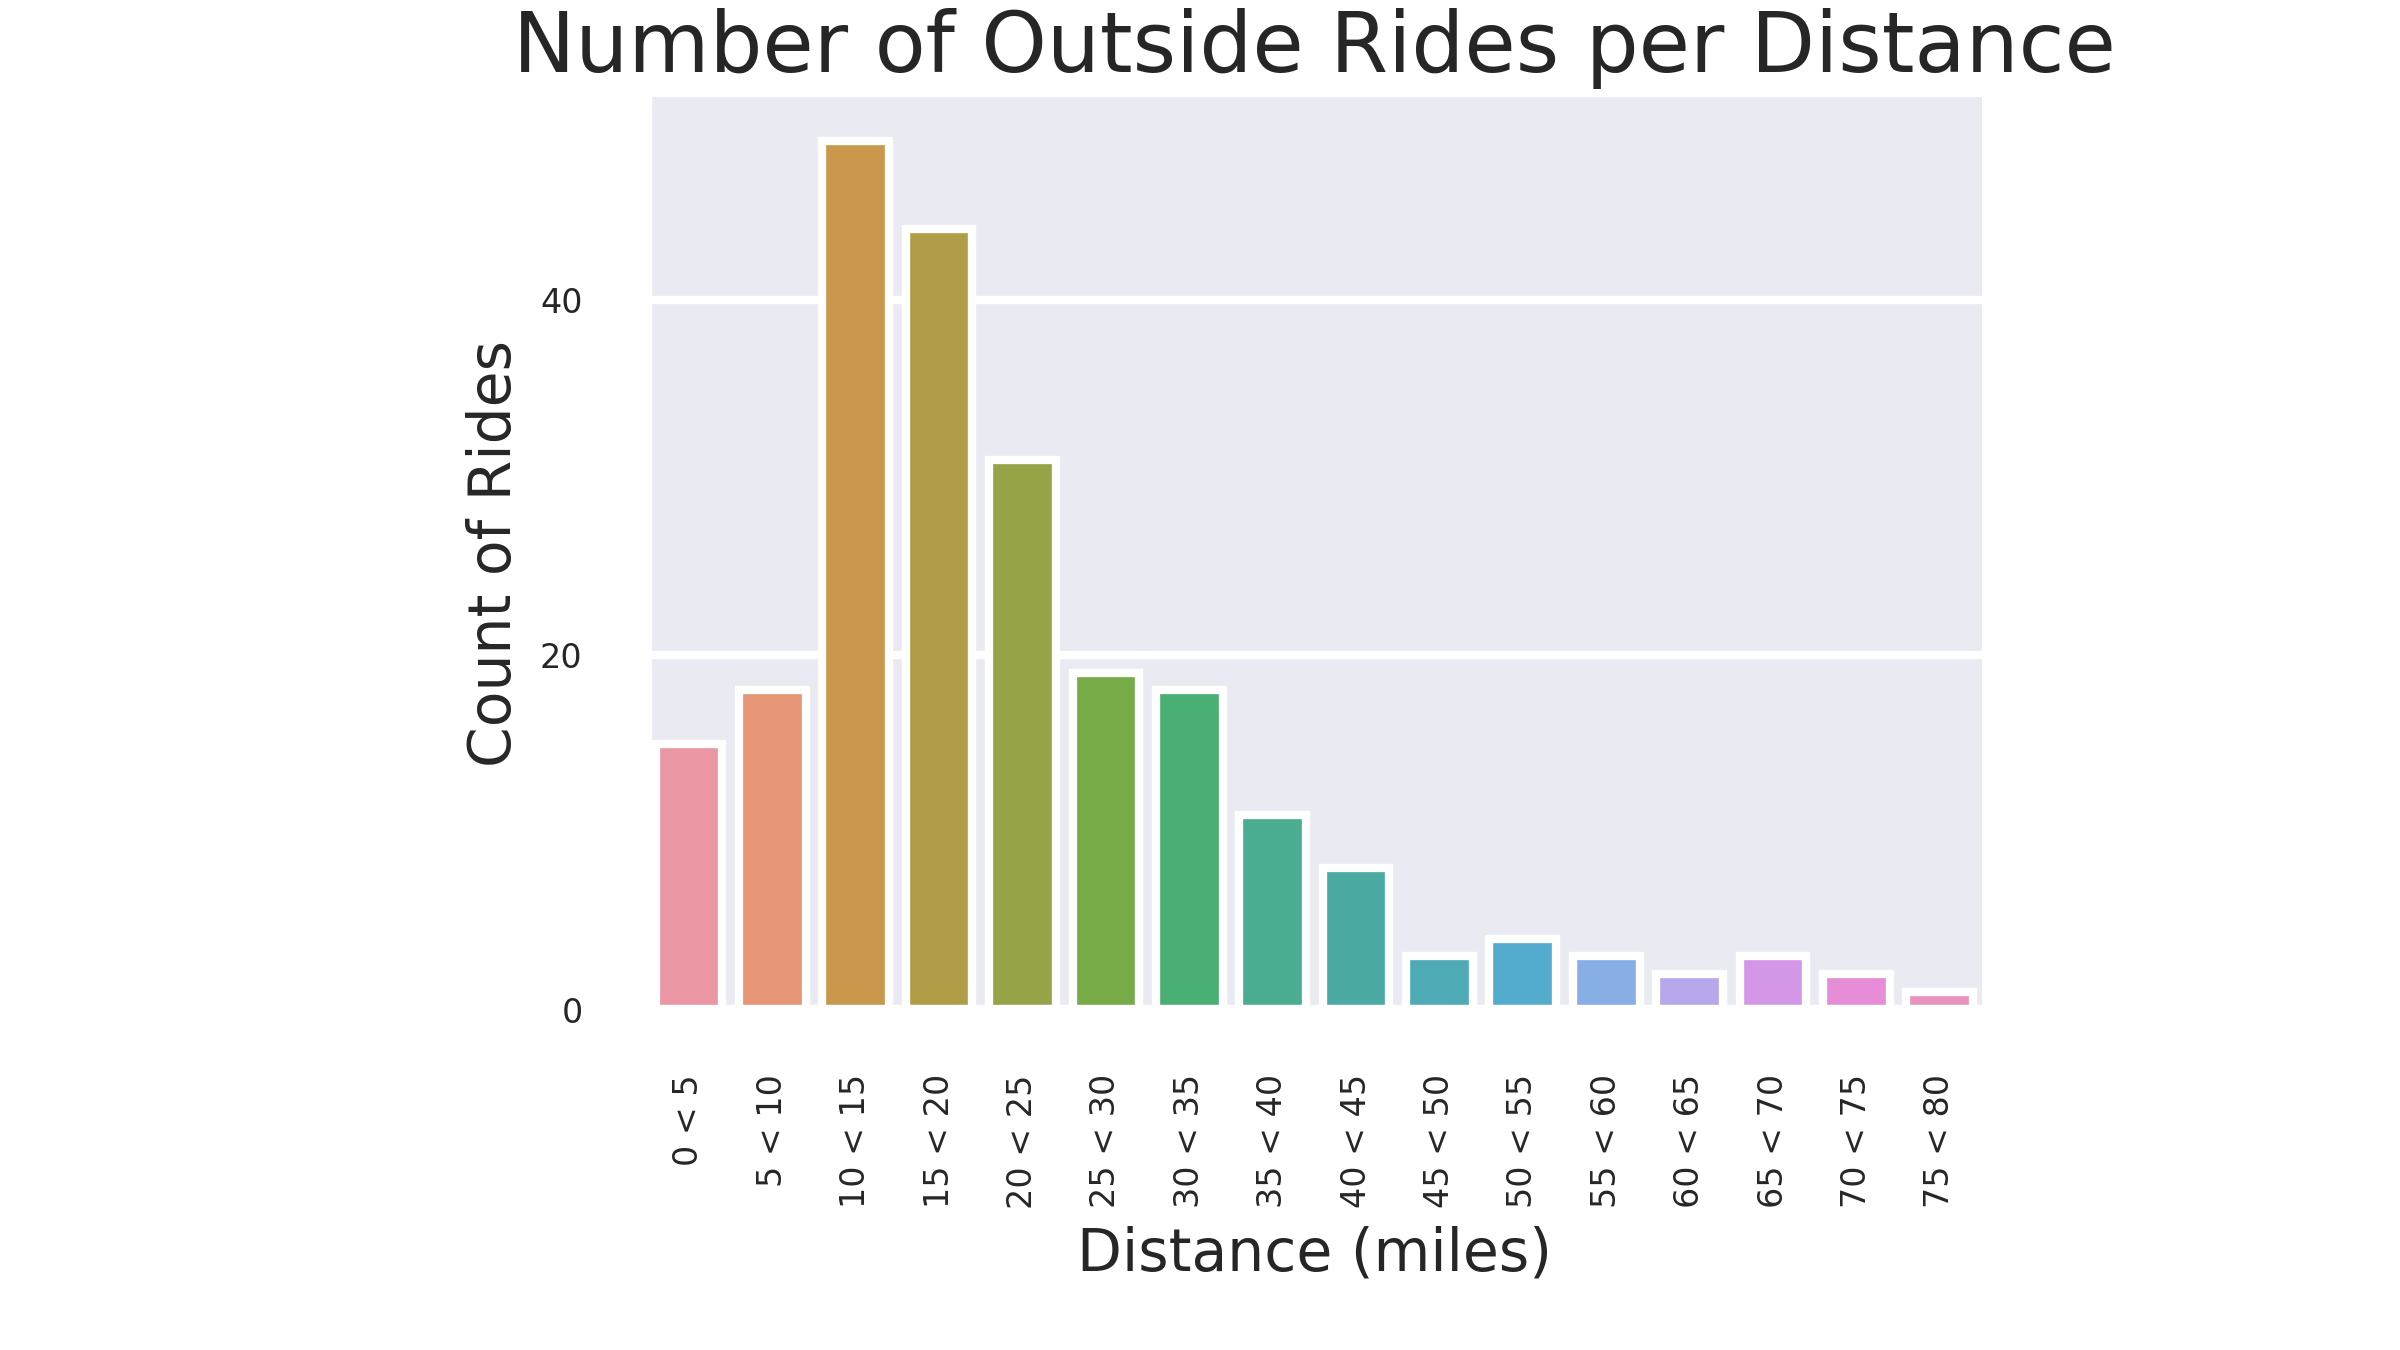 Number of Outside Rides per Distance
Count of Rides
40
20
0
0 < 5
5 < 10
10 < 15
15 < 20
20 < 25
25 < 30
30 < 35
35 < 40
40 < 45
45 < 50
50 < 55
55 < 60
60 < 65
65 < 70
70 < 75
75 < 80
Distance (miles)